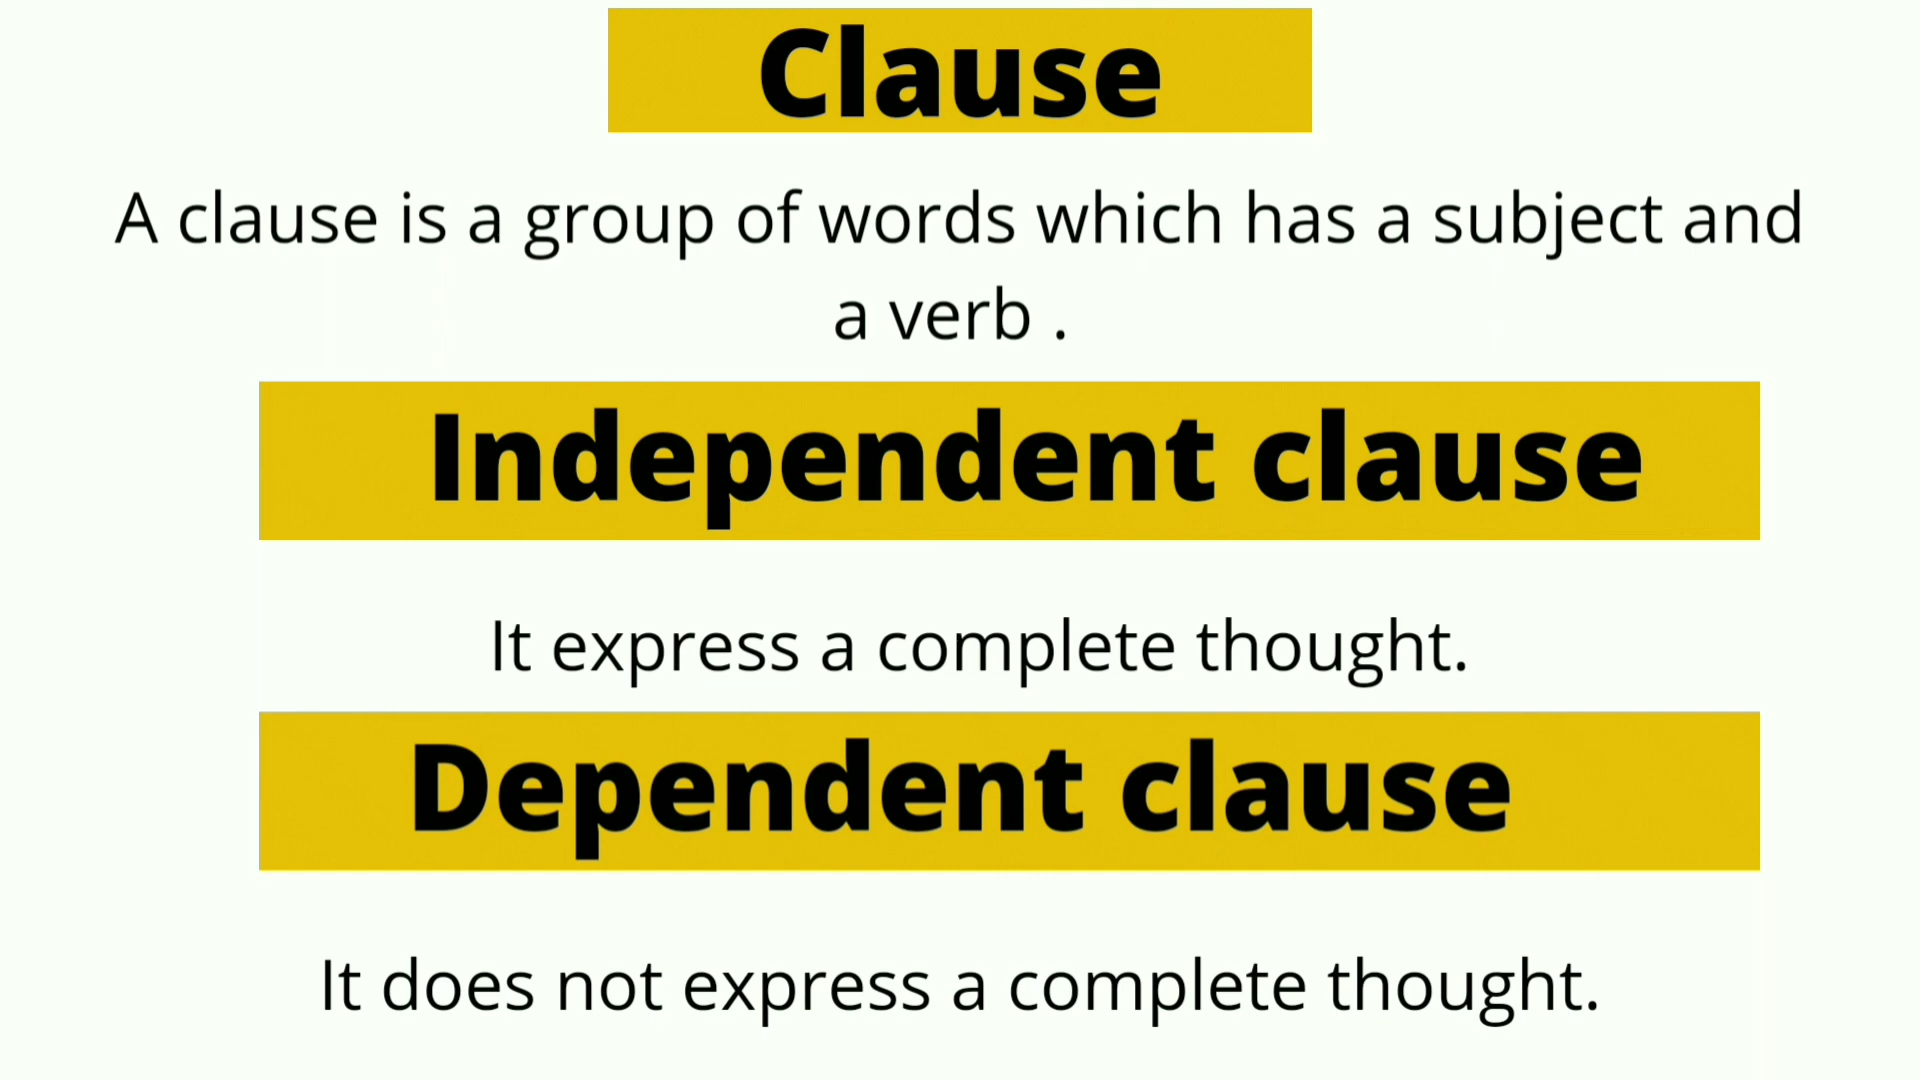 Clause
A clause is a group of words which has a subject and
a verb .
Independent clause
It express a complete thought.
Dependent clause
It does not express a complete thought.